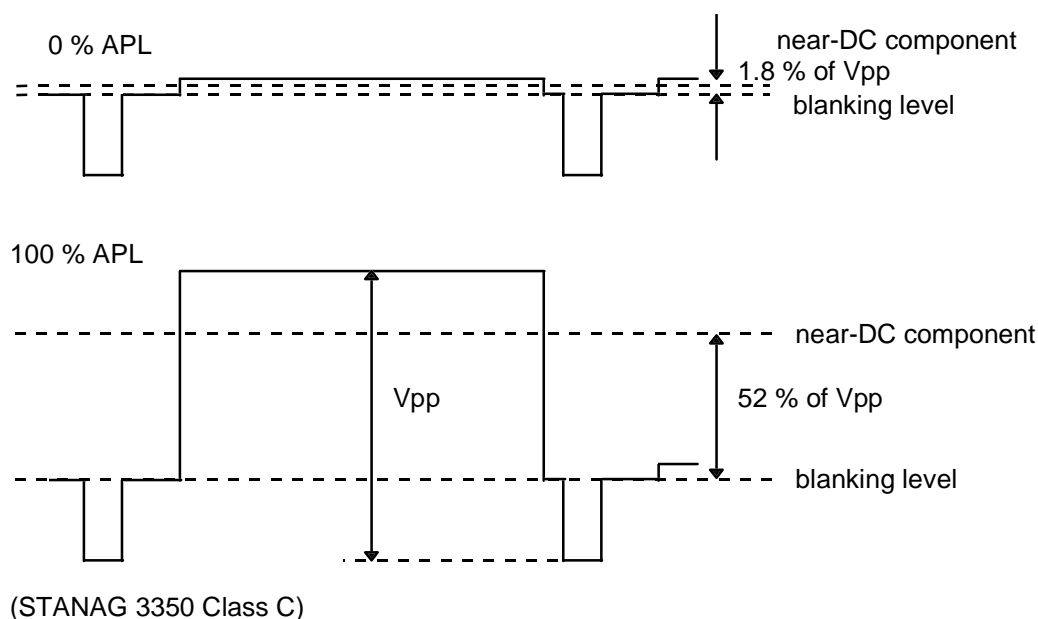 0 % APL
near-DC component
1.8 % of Vpp
blanking level
100 % APL
near-DC component
Vpp
52 % of Vpp
blanking level
(STANAG 3350 Class C)